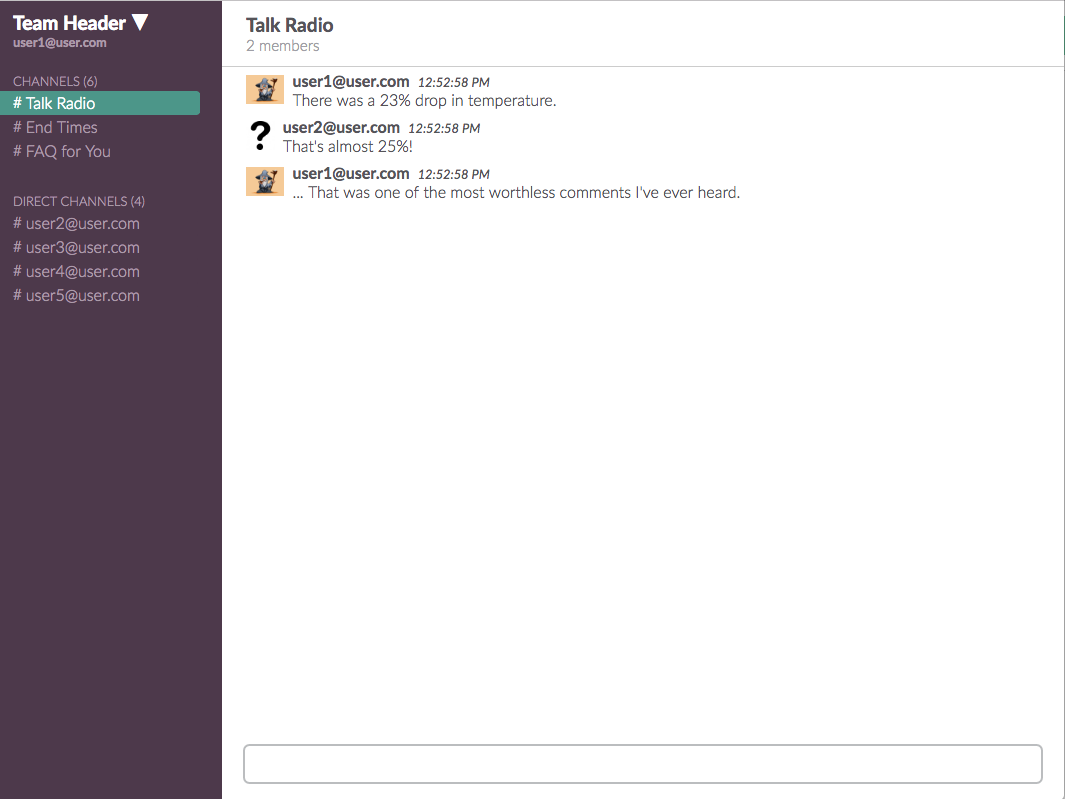 Team Header ▼
user1@user.com
CHANNELS (6)
# Talk Radio
# End Times
# FAQ for You
DIRECT CHANNELS (4)
# user2@user.com
# user3@user.com
# user4@user.com
# user5@user.com
Talk Radio
2 members
user1@user.com 12:52:58 PM
There was a 23% drop in temperature.
? user2@user.com 12:52:58 PM
That's almost 25%!
user1@user.com 12:52:58 PM
... That was one of the most worthless comments I've ever heard.